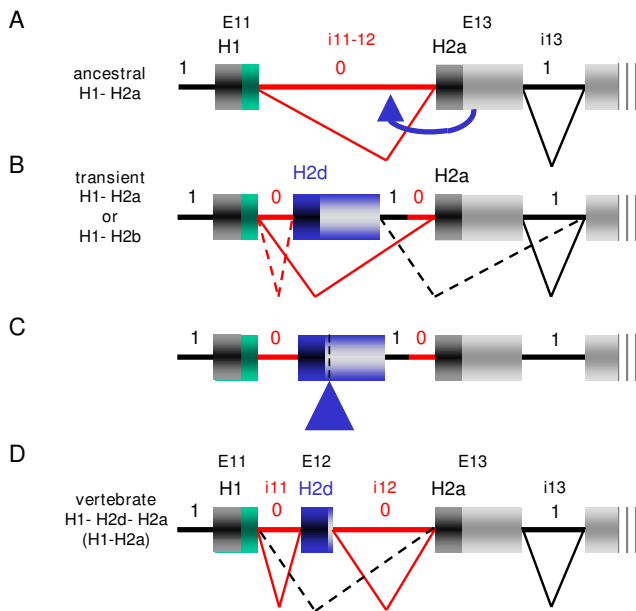 A
E11
E13
H1
i11-12
H2a
i13
1
0
1
ancestral
H1- H2a
B
transient
H1- H2a
or
H1- H2b
H2d
H2a
1
0
1
0
1
C
1
0
1
0
1
D
E11
E12
E13
H1
i11
H2d
i12
H2a
i13
vertebrate
H1- H2d- H2a
(H1-H2a)
1
0
0
1